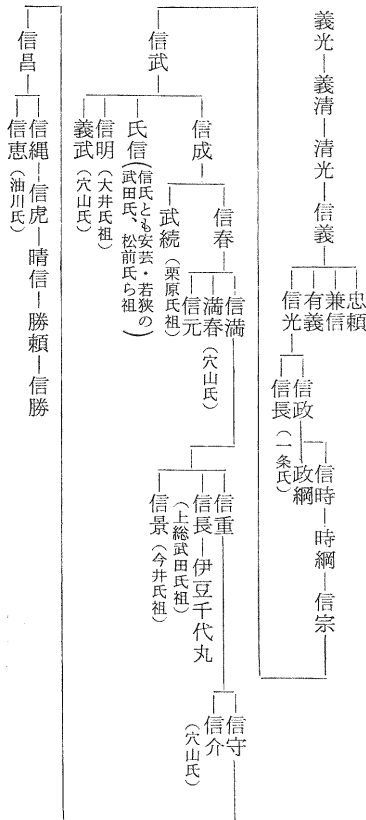 義光―義清―清光―信義
忠頼
兼信
有義
信光
信政
信長(一条氏)
信時―時綱―信宗
政綱
信武
信成
氏信(信氏とも安芸・若狭の武田氏、松前氏ら祖)
信明(大井氏祖)
義武(穴山氏)
信春
武続(栗原氏祖)
信満
満春(穴山氏)
信元
信重
信長―伊豆千代丸
(上総武田氏祖)
信景(今井氏祖)
信守
信介
(穴山氏)
信昌
信縄―信虎―晴信―勝頼―信勝
信恵(油川氏)